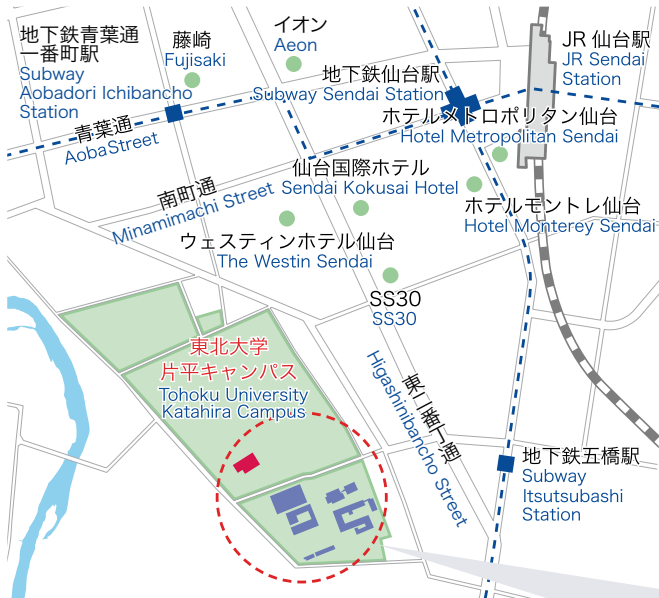 地下鉄青葉通
一番町駅
Subway
Aobadori Ichibancho
Station
藤崎
Fujisaki
イオン
Aeon
地下鉄仙台駅
Subway Sendai Station
JR 仙台駅
JR Sendai
Station
ホテルメトロポリタン仙台
Hotel Metropolitan Sendai
青葉通
AobaStreet
南町通
Minamimachi Street
仙台国際ホテル
Sendai Kokusai Hotel
ホテルモントレ仙台
Hotel Monterey Sendai
ウェスティンホテル仙台
The Westin Sendai
SS30
SS30
東北大学
片平キャンパス
Tohoku University
Katahira Campus
東二番丁通
Higashinibancho Street
地下鉄五橋駅
Subway
Itsutsubashi
Station